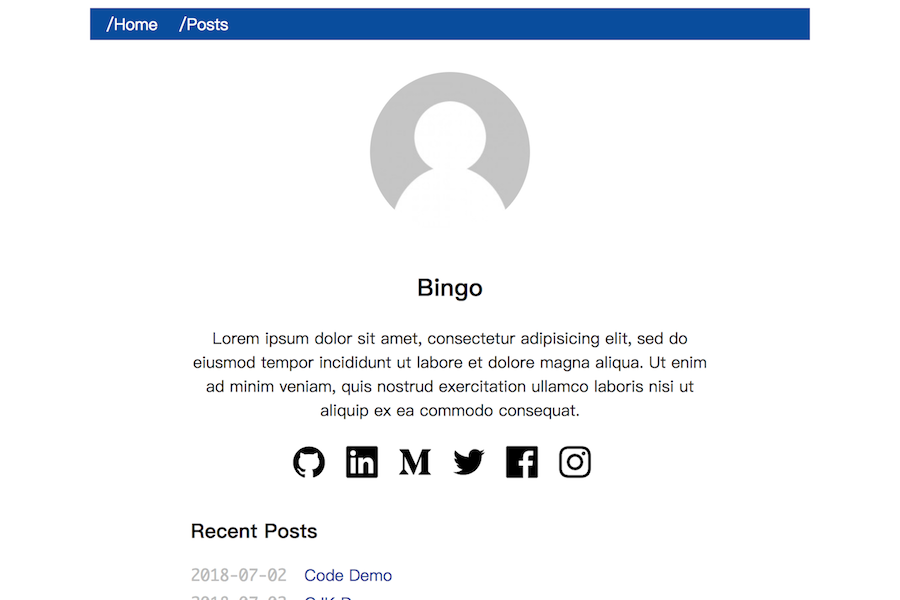 /Home /Posts
Bingo
Lorem ipsum dolor sit amet, consectetur adipisicing elit, sed do
eiusmod tempor incididunt ut labore et dolore magna aliqua. Ut enim
ad minim veniam, quis nostrud exercitation ullamco laboris nisi ut
aliquip ex ea commodo consequat.
Recent Posts
2018-07-02 Code Demo